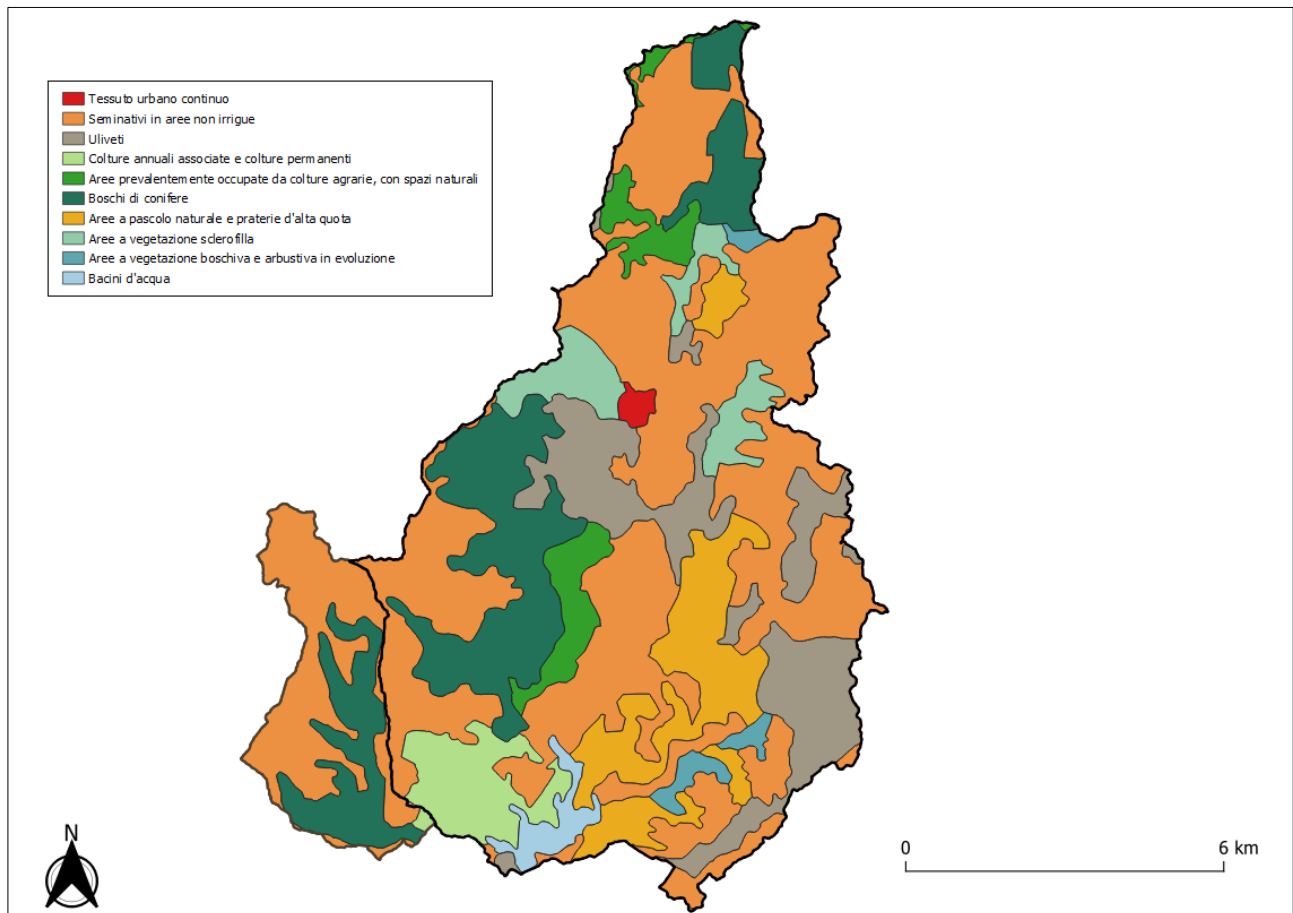 Tessuto urbano continuo
Seminativi in aree non irrigue
Uliveti
Colture annuali associate e colture permanenti
Aree prevalentemente occupate da colture agrarie, con spazi naturali
Boschi di conifere
Aree a pascolo naturale e praterie d'alta quota
Aree a vegetazione sclerofilla
Aree a vegetazione boschiva e arbustiva in evoluzione
Bacini d'acqua
N
0 6 km